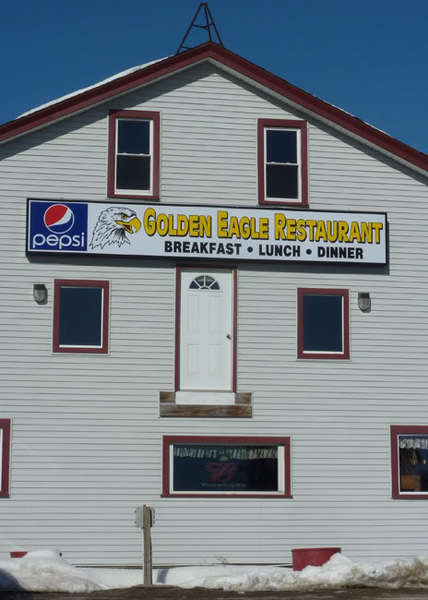 pepsi
GOLDEN EAGLE RESTAURANT
BREAKFAST • LUNCH • DINNER